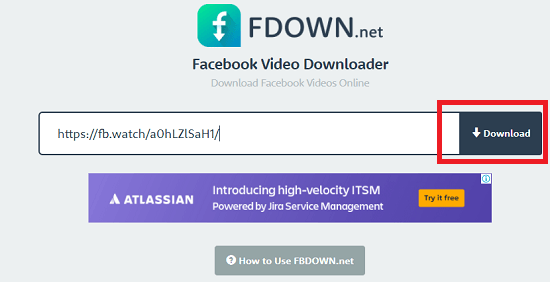 FDOWN.net
Facebook Video Downloader
Download Facebook Videos Online
https://fb.watch/a0hLZlSaH1/
Download
ATLASSIAN
Introducing high-velocity ITSM
Powered by Jira Service Management
Try it free
How to Use FBDOWN.net